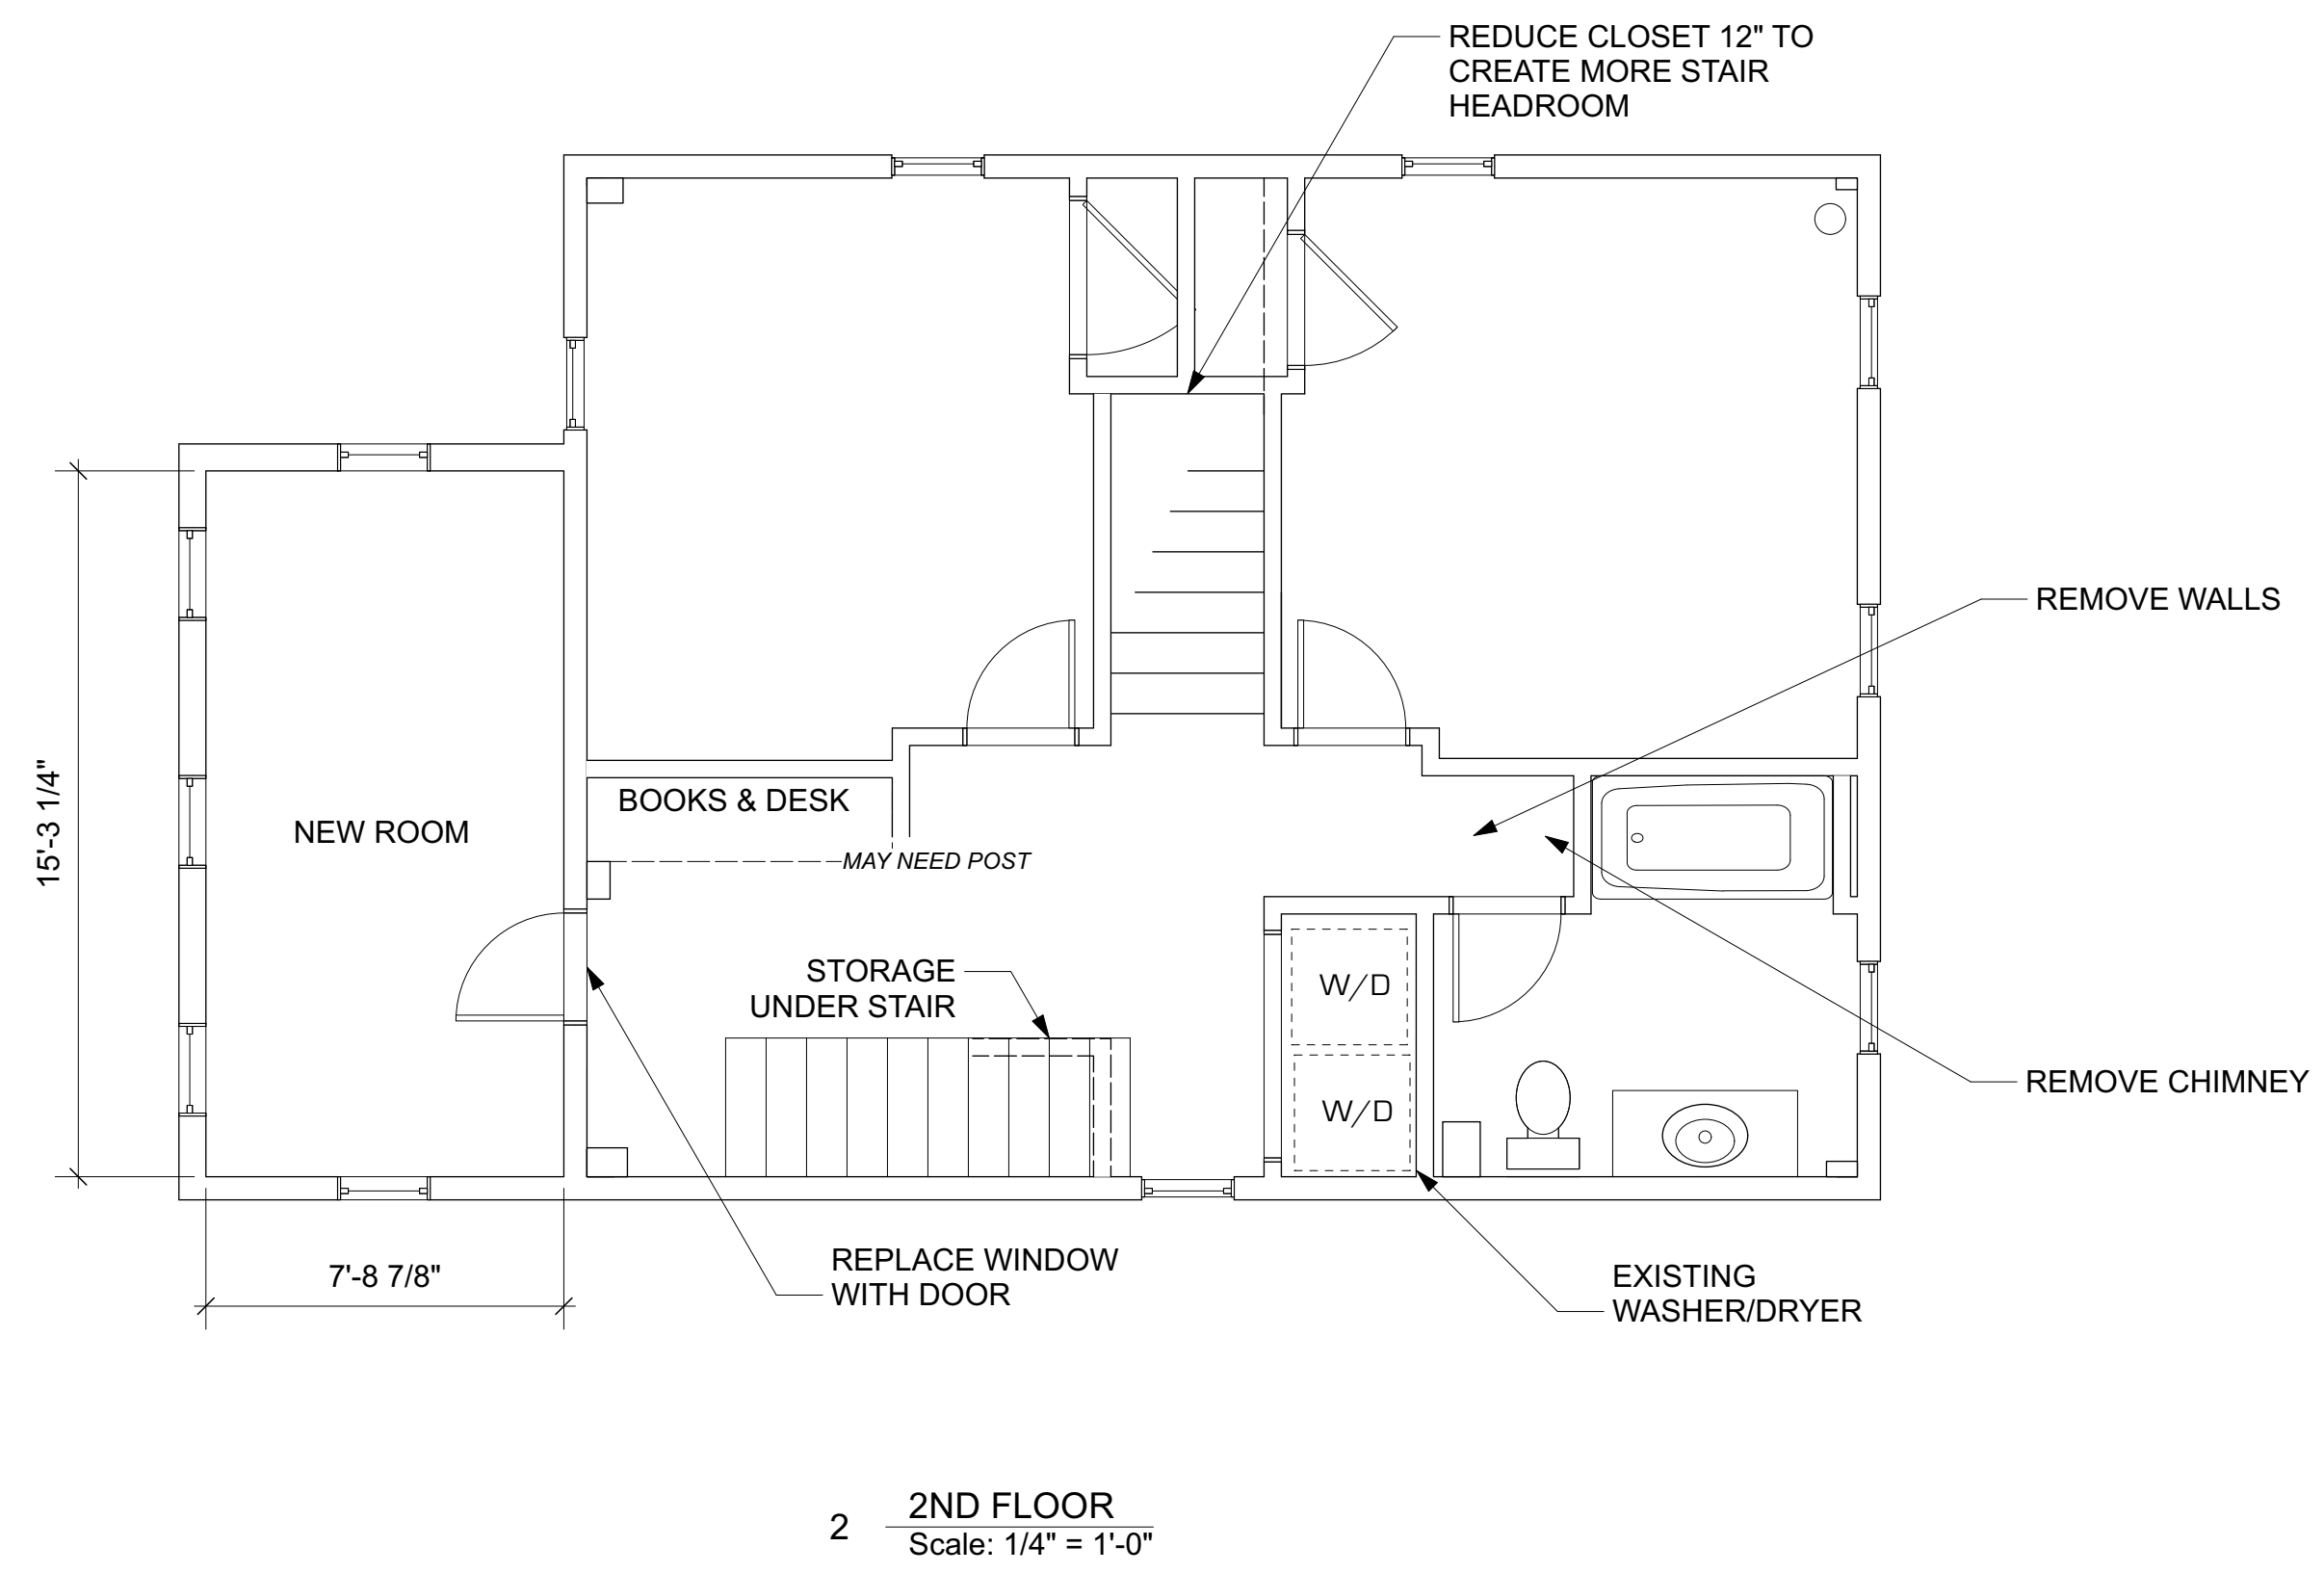 REDUCE CLOSET 12" TO
CREATE MORE STAIR
HEADROOM
REMOVE WALLS
15'-3 1/4"
NEW ROOM
BOOKS & DESK
MAY NEED POST
STORAGE
UNDER STAIR
W/D
W/D
REMOVE CHIMNEY
7'-8 7/8"
REPLACE WINDOW
WITH DOOR
EXISTING
WASHER/DRYER
2
2ND FLOOR
Scale: 1/4" = 1'-0"